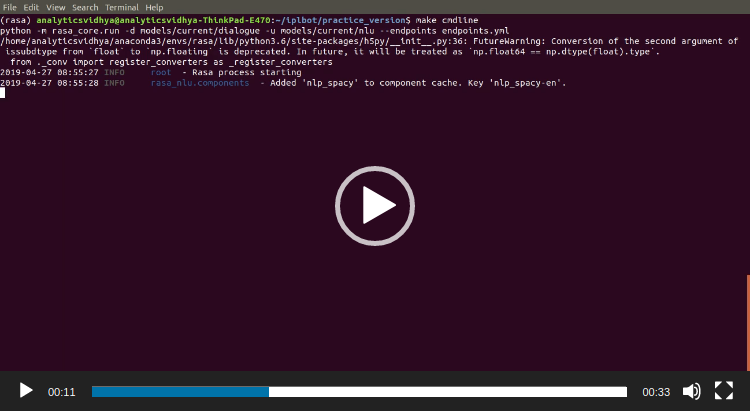 File Edit View Search Terminal Help
(rasa) analyticsvidhya@analyticsvidhya-ThinkPad-E470:~/iplbot/practice_version$ make cmdline
python -m rasa_core.run -d models/current/dialogue -u models/current/nlu --endpoints endpoints.yml
/home/analyticsvidhya/anaconda3/envs/rasa/lib/python3.6/site-packages/h5py/__init__.py:36: FutureWarning: Conversion of the second argument of
issubdtype from `float` to `np.floating` is deprecated. In future, it will be treated as `np.float64 == np.dtype(float).type`.
from ._conv import register_converters as _register_converters
2019-04-27 08:55:27 INFO root - Rasa process starting
2019-04-27 08:55:28 INFO rasa_nlu.components - Added 'nlp_spacy' to component cache. Key 'nlp_spacy-en'.
00:11 00:33